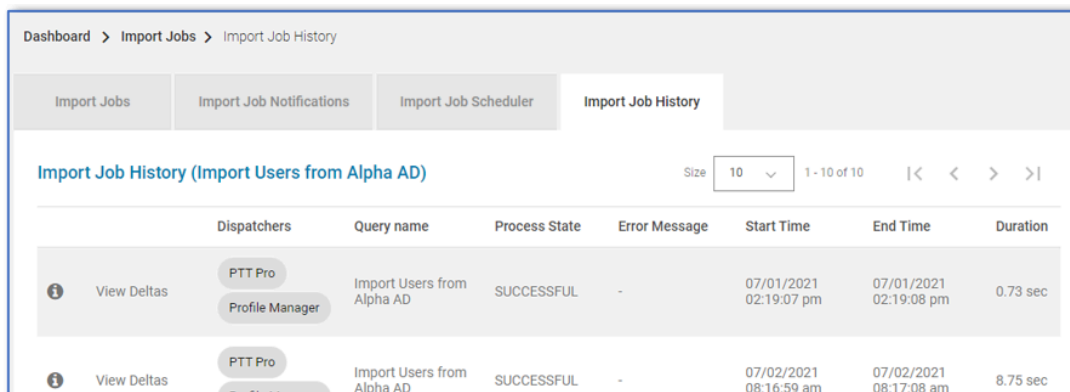 Dashboard > Import Jobs > Import Job History
Import Jobs Import Job Notifications Import Job Scheduler Import Job History
Import Job History (Import Users from Alpha AD) Size 10 1 - 10 of 10
Dispatchers Query name Process State Error Message Start Time End Time Duration
View Deltas PTT Pro Import Users from SUCCESSFUL - 07/01/2021 07/01/2021 0.73 sec
Profile Manager Alpha AD 02:19:07 pm 02:19:08 pm
View Deltas PTT Pro Import Users from SUCCESSFUL - 07/02/2021 07/02/2021 8.75 sec
Alpha AD 08:16:59 am 08:17:08 am